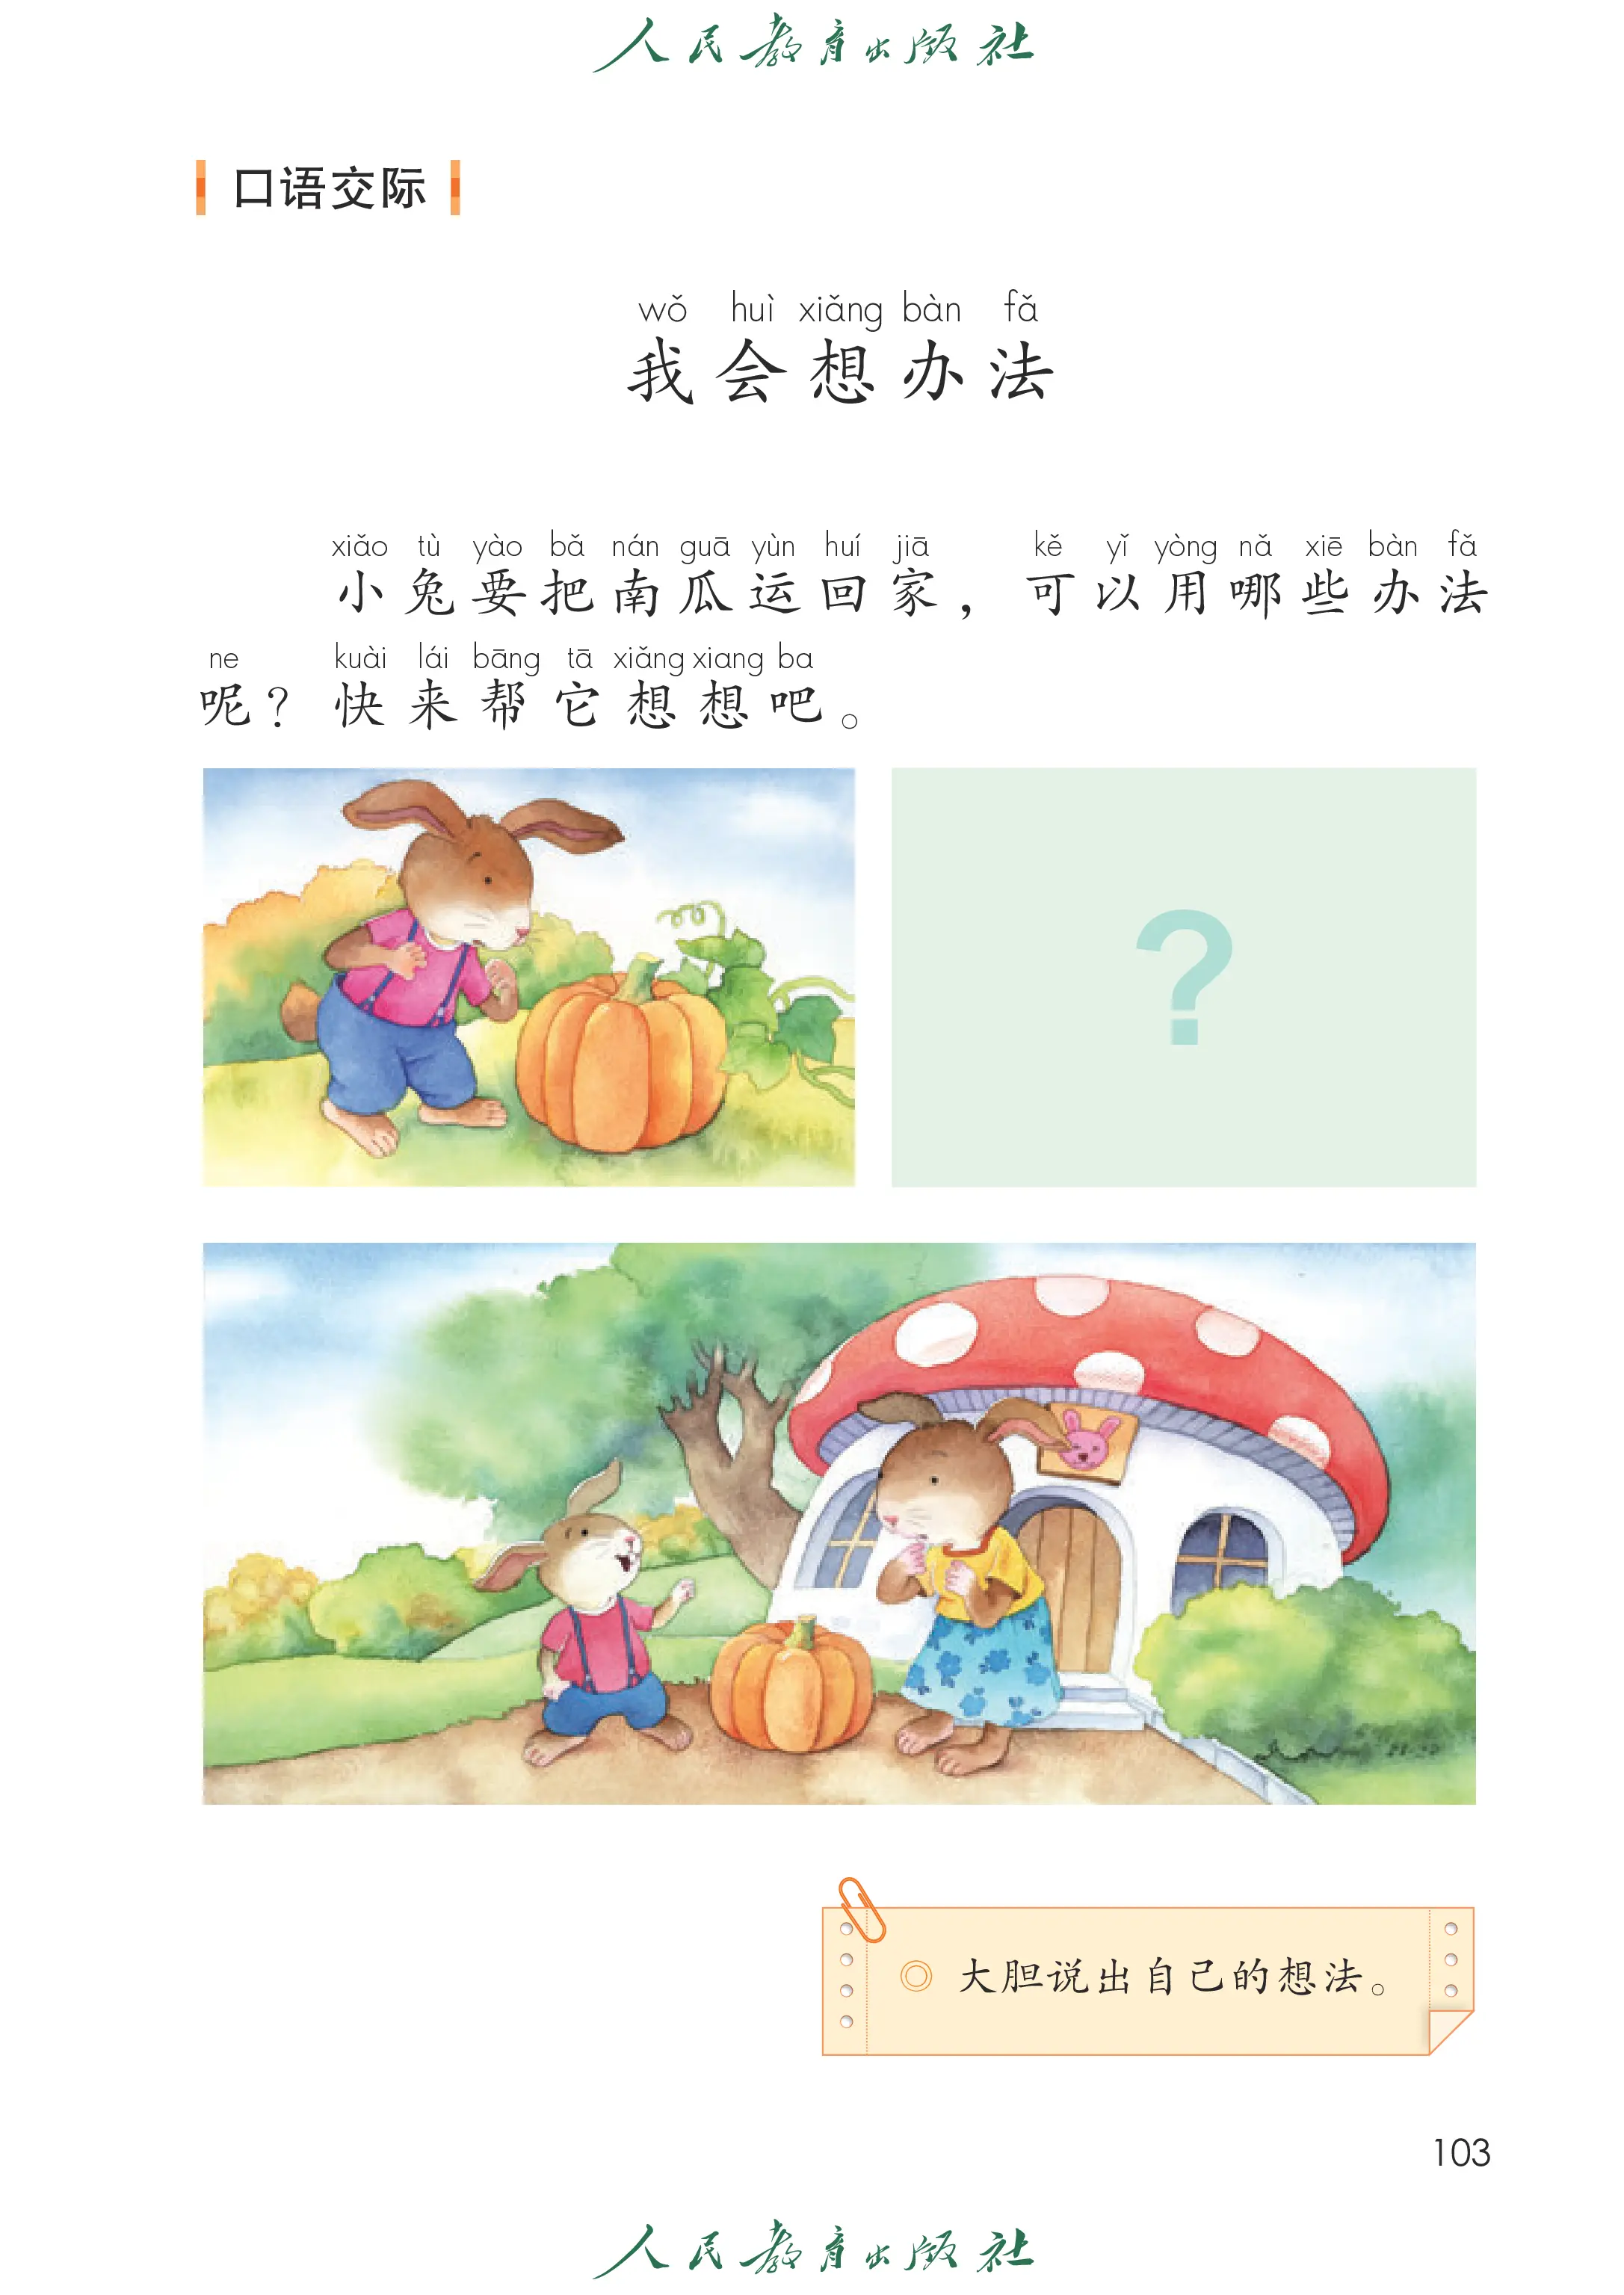 人民教育出版社
口语交际
wǒ huì xiǎng bàn fǎ
我会想办法
xiǎo tù yào bǎ nán guā yùn huí jiā kě yǐ yòng nǎ xiē bàn fǎ
小兔要把南瓜运回家，可以用哪些办法
ne kuài lái bāng tā xiǎng xiang ba
呢？快来帮它想想吧。
?
◎ 大胆说出自己的想法。
103
人民教育出版社